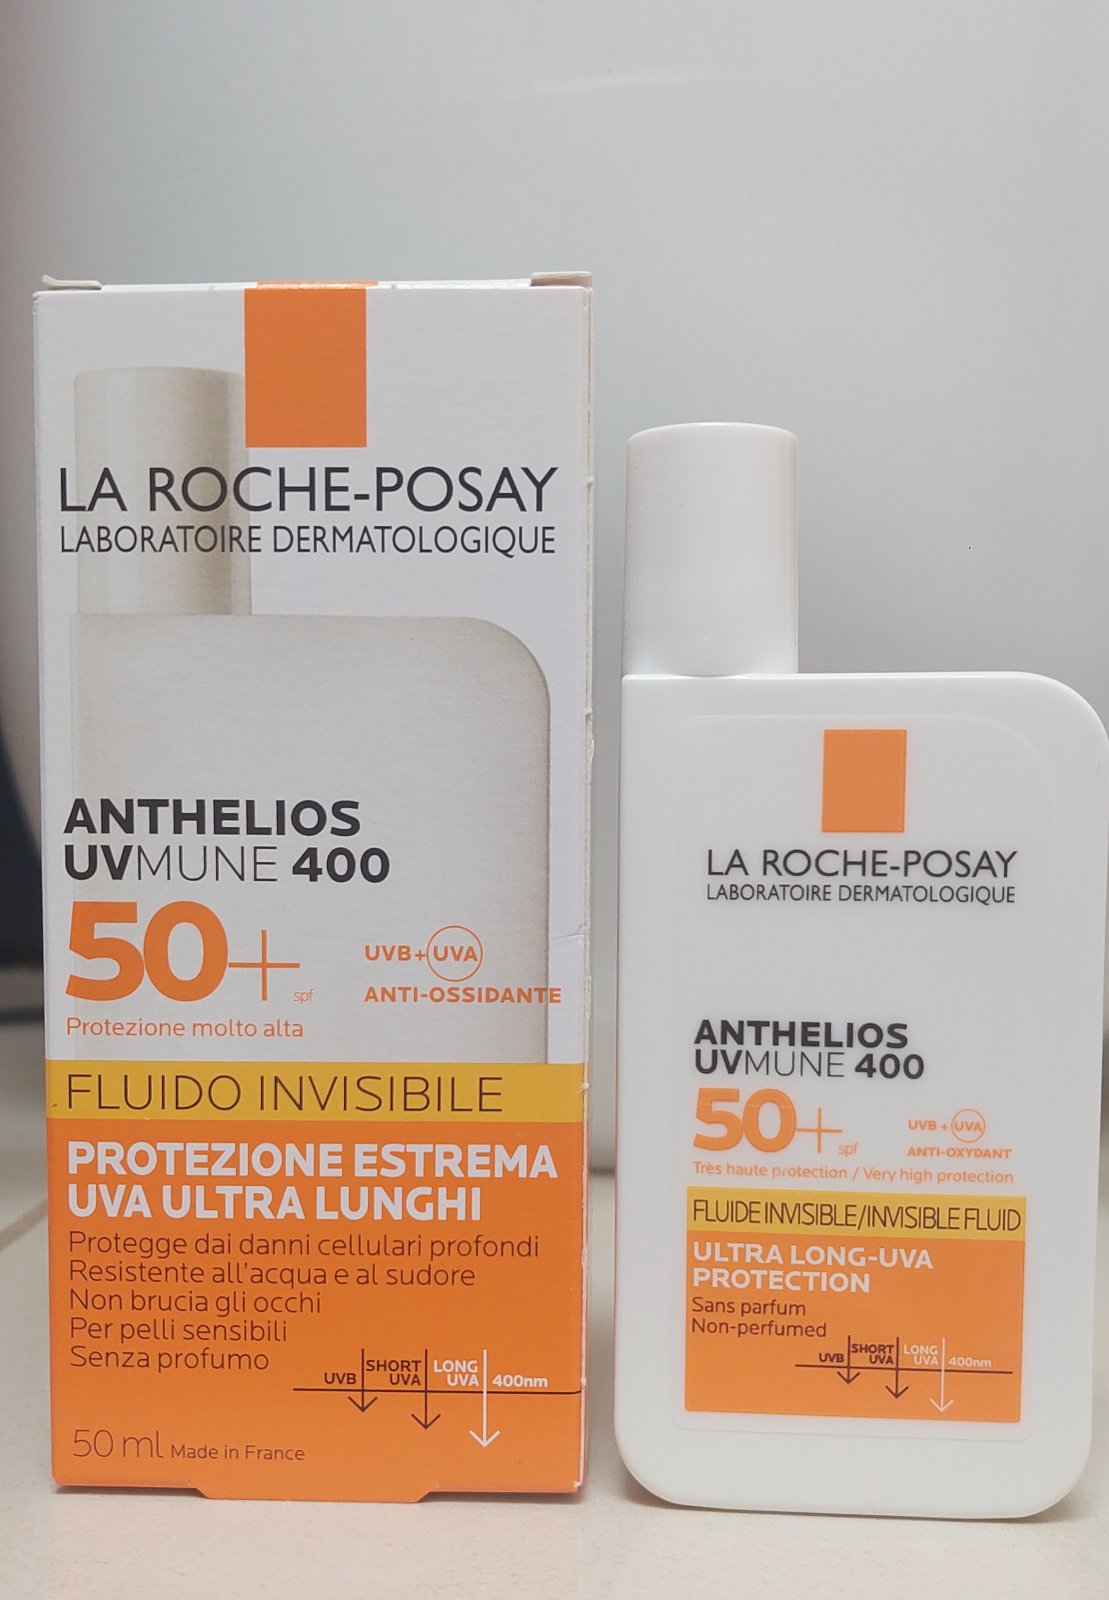 LA ROCHE-POSAY
LABORATOIRE DERMATOLOGIQUE
ANTHELIOS
UVMUNE 400
50+ spf
UVB+UVA
ANTI-OSSIDANTE
Protezione molto alta
FLUIDO INVISIBILE
PROTEZIONE ESTREMA
UVA ULTRA LUNGHI
Protegge dai danni cellulari profondi
Resistente all'acqua e al sudore
Non brucia gli occhi
Per pelli sensibili
Senza profumo
UVB
SHORT
UVA
LONG
UVA
400nm
50 ml Made in France
LA ROCHE-POSAY
LABORATOIRE DERMATOLOGIQUE
ANTHELIOS
UVMUNE 400
50+ spf
UVB+UVA
ANTI-OXYDANT
Très haute protection / Very high protection
FLUIDE INVISIBLE/INVISIBLE FLUID
ULTRA LONG-UVA
PROTECTION
Sans parfum
Non-perfumed
UVB
SHORT
UVA
LONG
UVA
400nm